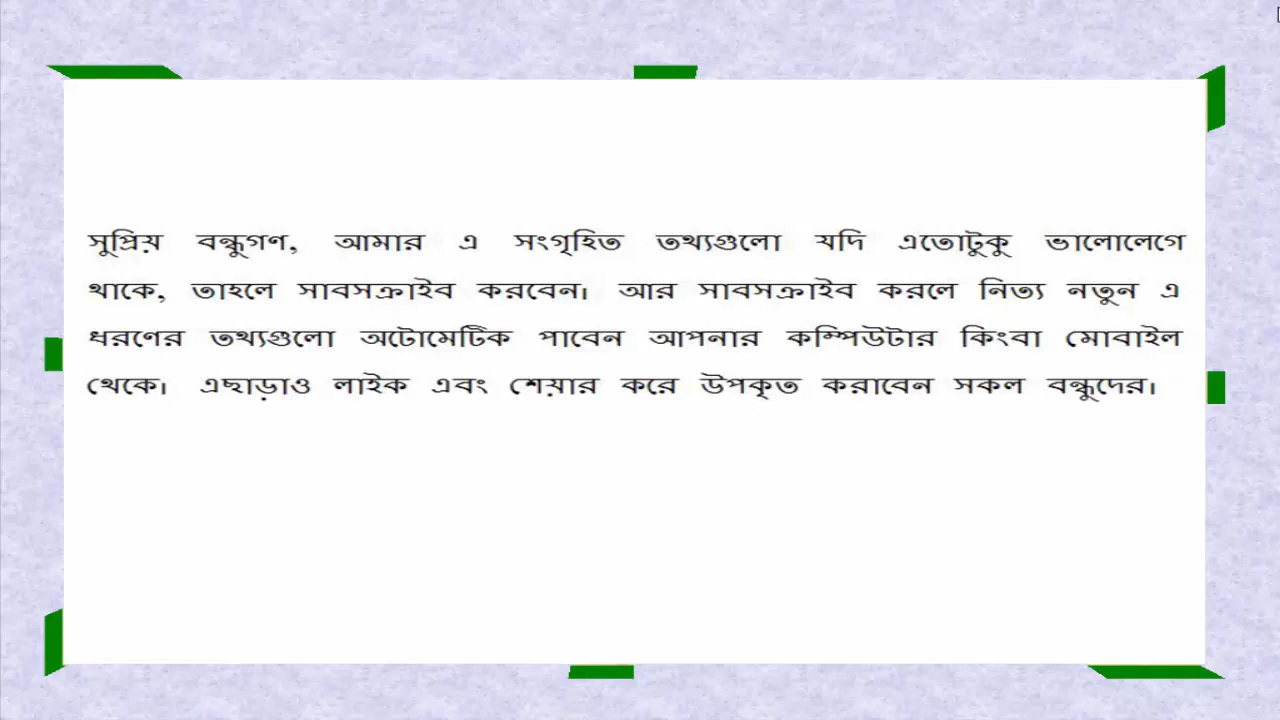 সুপ্রিয় বন্ধুগণ, আমার এ সংগৃহিত তথ্যগুলো যদি এতোটুকু ভালোলেগে
থাকে, তাহলে সাবসক্রাইব করবেন। আর সাবসক্রাইব করলে নিত্য নতুন এ
ধরণের তথ্যগুলো অটোমেটিক পাবেন আপনার কম্পিউটার কিংবা মোবাইল
থেকে। এছাড়াও লাইক এবং শেয়ার করে উপকৃত করাবেন সকল বন্ধুদের।